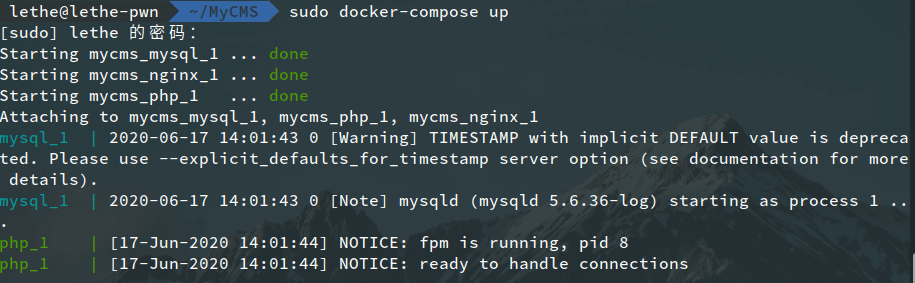 lethe@lethe-pwn ~/MyCMS sudo docker-compose up
[sudo] lethe 的密码：
Starting mycms_mysql_1 ... done
Starting mycms_nginx_1 ... done
Starting mycms_php_1   ... done
Attaching to mycms_mysql_1, mycms_php_1, mycms_nginx_1
mysql_1  | 2020-06-17 14:01:43 0 [Warning] TIMESTAMP with implicit DEFAULT value is depreca
ted. Please use --explicit_defaults_for_timestamp server option (see documentation for more
 details).
mysql_1  | 2020-06-17 14:01:43 0 [Note] mysqld (mysqld 5.6.36-log) starting as process 1 ..
.
php_1    | [17-Jun-2020 14:01:44] NOTICE: fpm is running, pid 8
php_1    | [17-Jun-2020 14:01:44] NOTICE: ready to handle connections